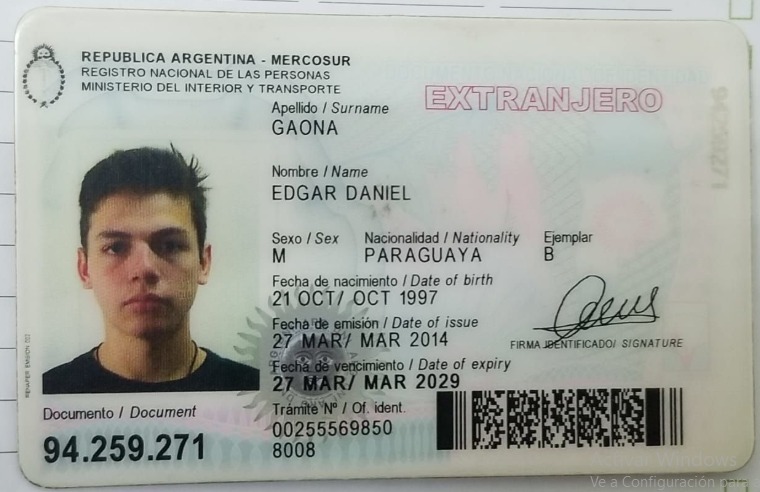 REPUBLICA ARGENTINA - MERCOSUR
REGISTRO NACIONAL DE LAS PERSONAS
MINISTERIO DEL INTERIOR Y TRANSPORTE
EXTRANJERO
Apellido / Surname
GAONA
Nombre / Name
EDGAR DANIEL
Sexo / Sex Nacionalidad / Nationality Ejemplar
M PARAGUAYA B
Fecha de nacimiento / Date of birth
21 OCT/ OCT 1997
Fecha de emisión / Date of issue
27 MAR/ MAR 2014
FIRMA IDENTIFICADO/ SIGNATURE
Fecha de vencimiento / Date of expiry
27 MAR/ MAR 2029
Documento / Document
94.259.271
Trámite Nº / Of. ident.
00255569850
8008
Windows
Ve a Configuración para